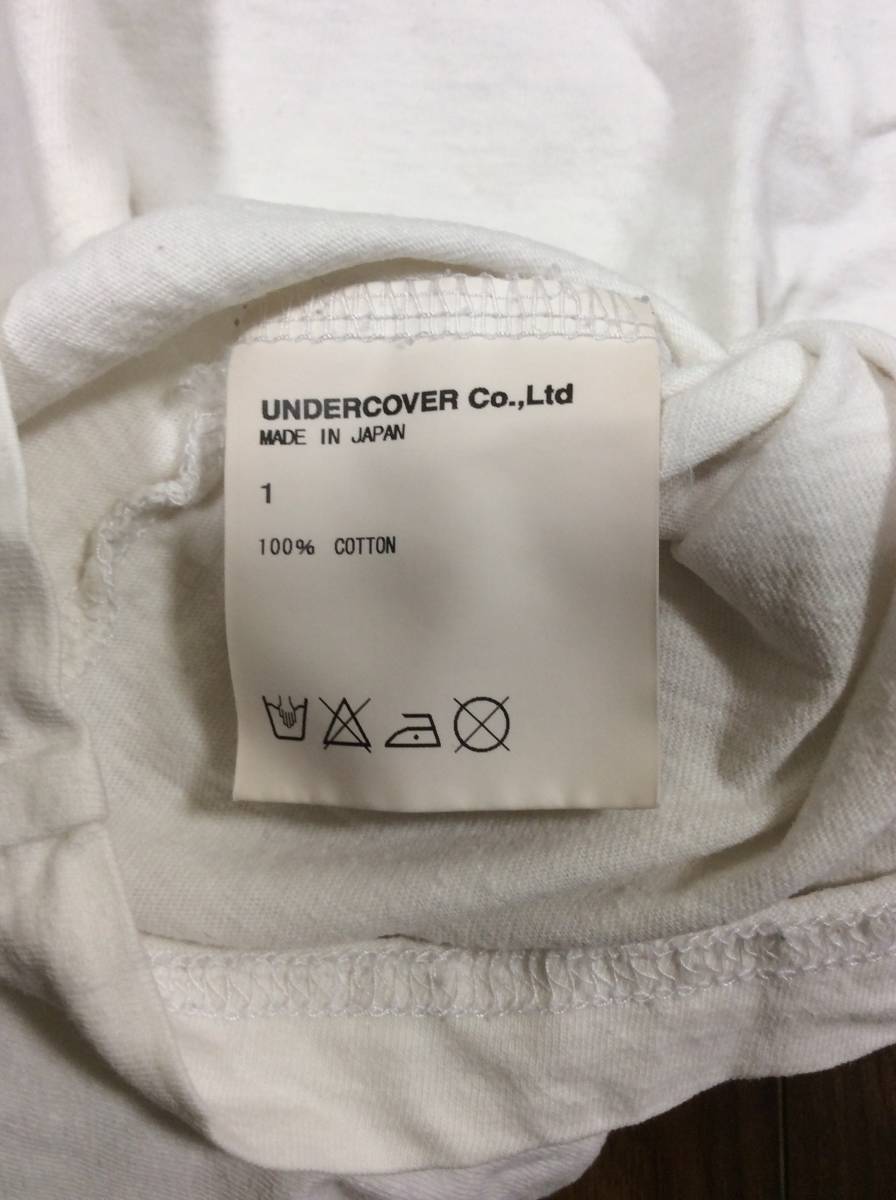 UNDERCOVER Co.,Ltd
MADE IN JAPAN
1
100% COTTON